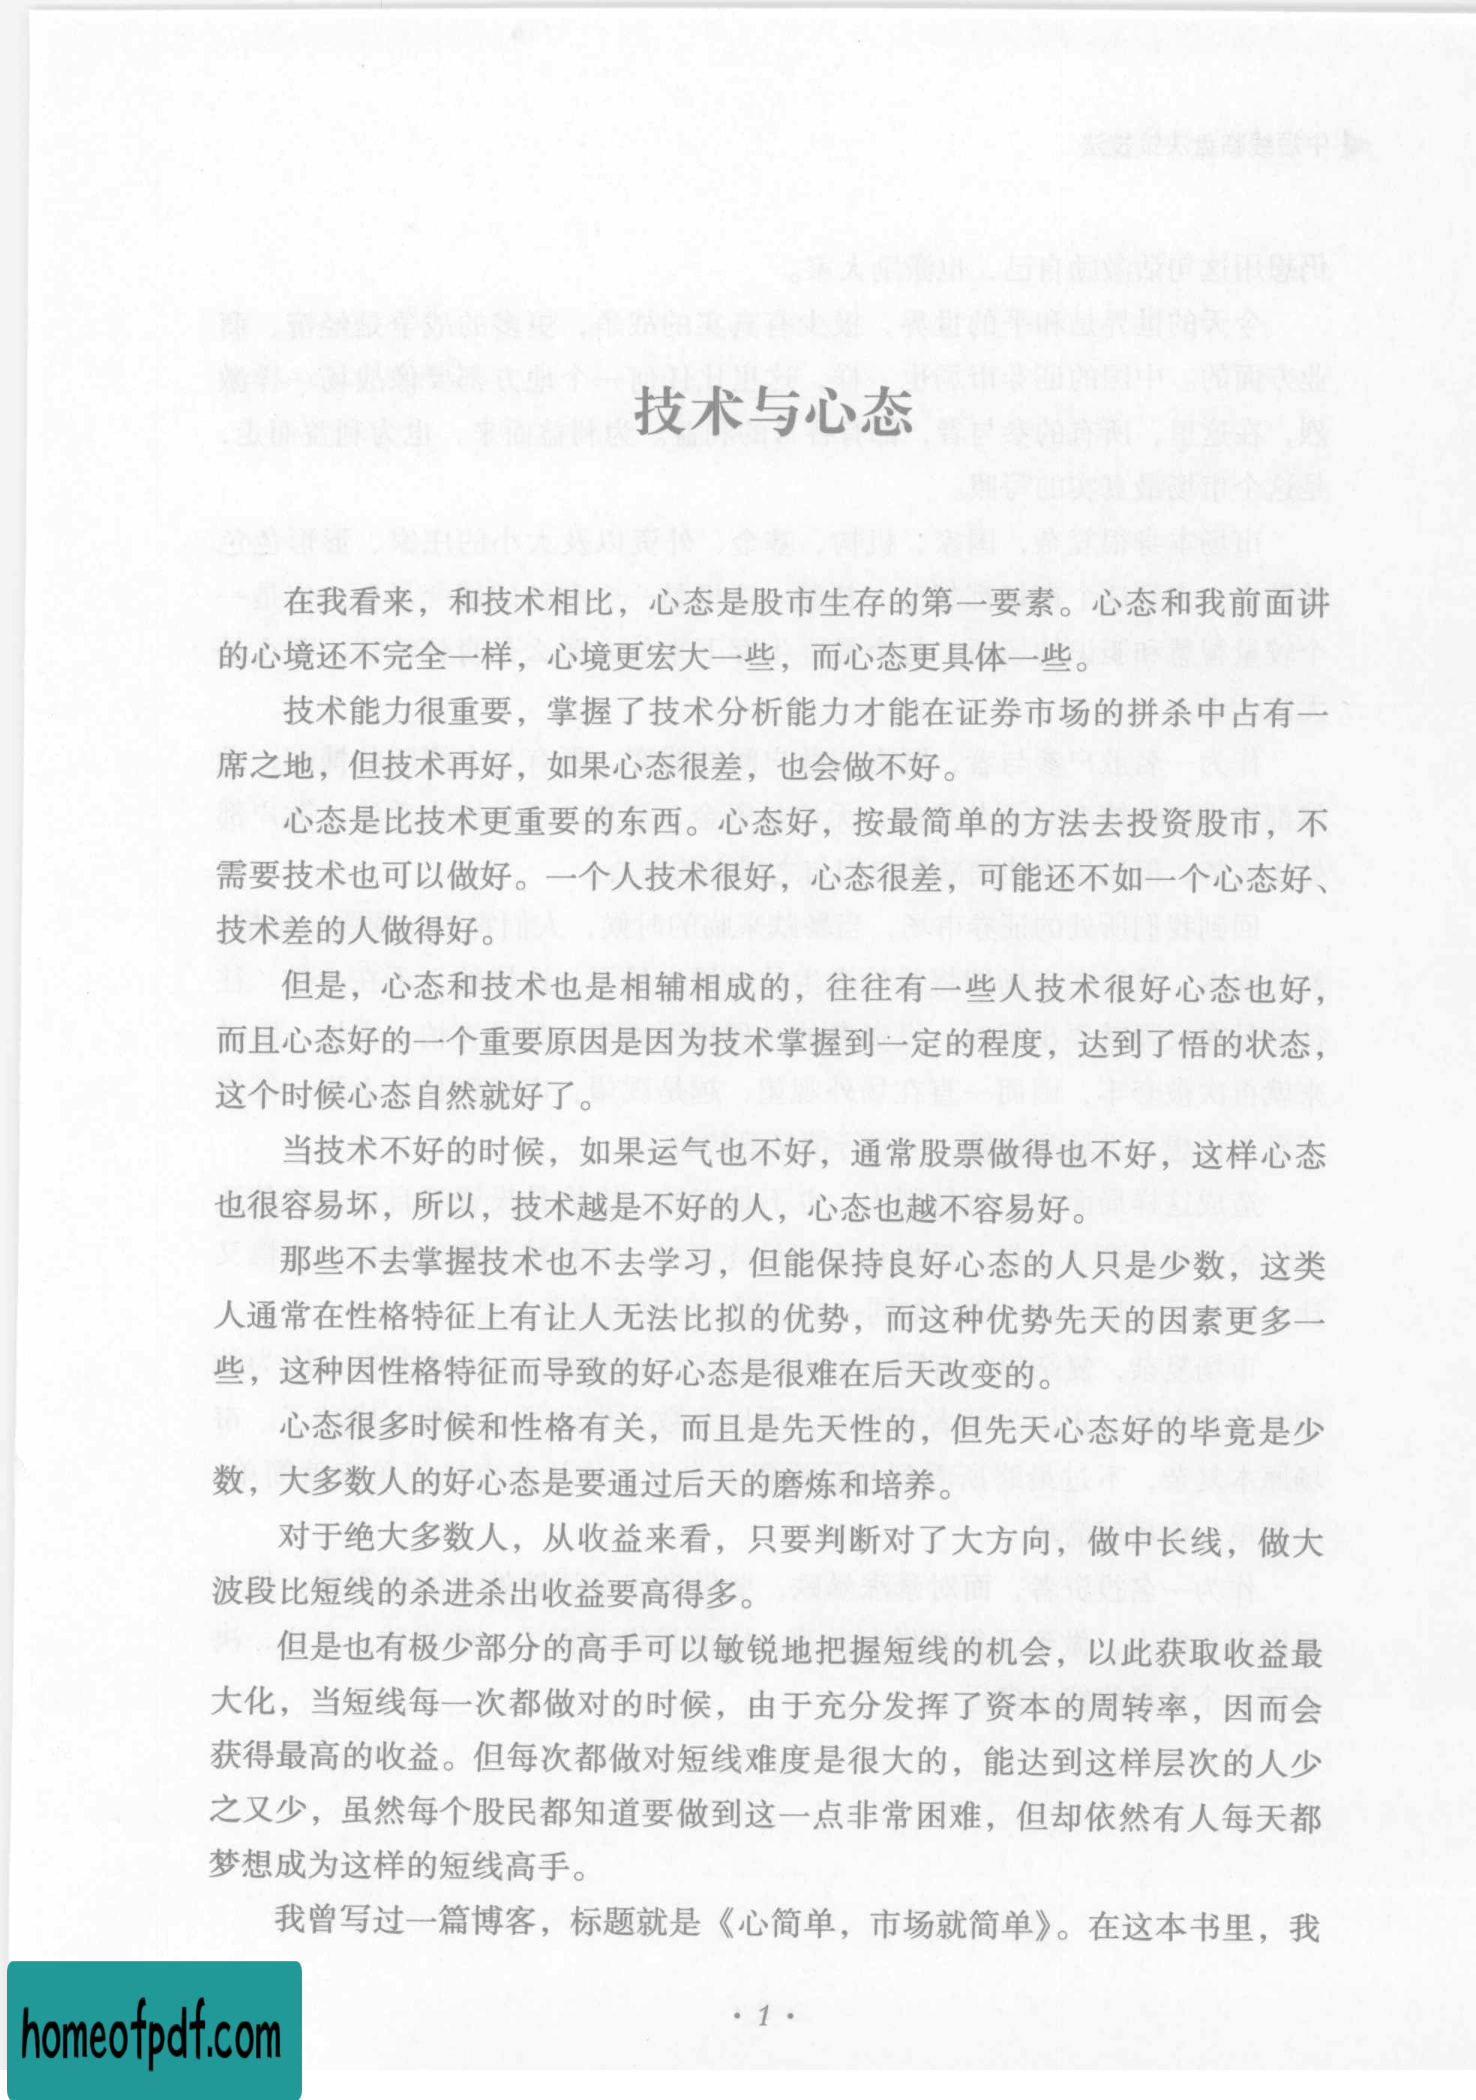 技术与心态
在我看来，和技术相比，心态是股市生存的第一要素。心态和我前面讲
的心境还不完全一样，心境更宏大一些，而心态更具体一些。
技术能力很重要，掌握了技术分析能力才能在证券市场的拼杀中占有一
席之地，但技术再好，如果心态很差，也会做不好。
心态是比技术更重要的东西。心态好，按最简单的方法去投资股市，不
需要技术也可以做好。一个人技术很好，心态很差，可能还不如一个心态好、
技术差的人做得好。
但是，心态和技术也是相辅相成的，往往有一些人技术很好心态也好，
而且心态好的一个重要原因是因为技术掌握到一定的程度，达到了悟的状态，
这个时候心态自然就好了。
当技术不好的时候，如果运气也不好，通常股票做得也不好，这样心态
也很容易坏，所以，技术越是不好的人，心态也越不容易好。
那些不去掌握技术也不去学习，但能保持良好心态的人只是少数，这类
人通常在性格特征上有让人无法比拟的优势，而这种优势先天的因素更多一
些，这种因性格特征而导致的好心态是很难在后天改变的。
心态很多时候和性格有关，而且是先天性的，但先天心态好的毕竟是少
数，大多数人的好心态是要通过后天的磨炼和培养。
对于绝大多数人，从收益来看，只要判断对了大方向，做中长线，做大
波段比短线的杀进杀出收益要高得多。
但是也有极少部分的高手可以敏锐地把握短线的机会，以此获取收益最
大化，当短线每一次都做对的时候，由于充分发挥了资本的周转率，因而会
获得最高的收益。但每次都做对短线难度是很大的，能达到这样层次的人少
之又少，虽然每个股民都知道要做到这一点非常困难，但却依然有人每天都
梦想成为这样的短线高手。
我曾写过一篇博客，标题就是《心简单，市场就简单》。在这本书里，我
· 1 ·
homeofpdf.com